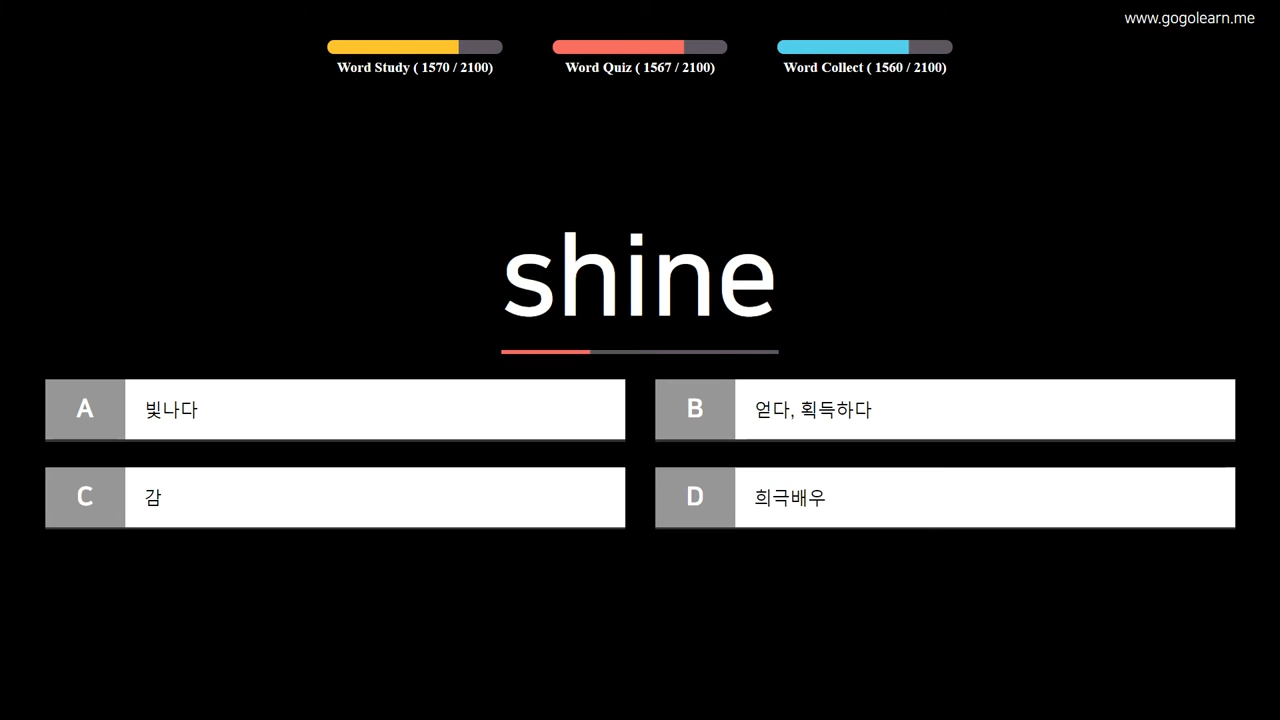 www.gogolearn.me
Word Study ( 1570 / 2100)
Word Quiz ( 1567 / 2100)
Word Collect ( 1560 / 2100)
shine
A 빛나다
B 얻다, 획득하다
C 감
D 희극배우